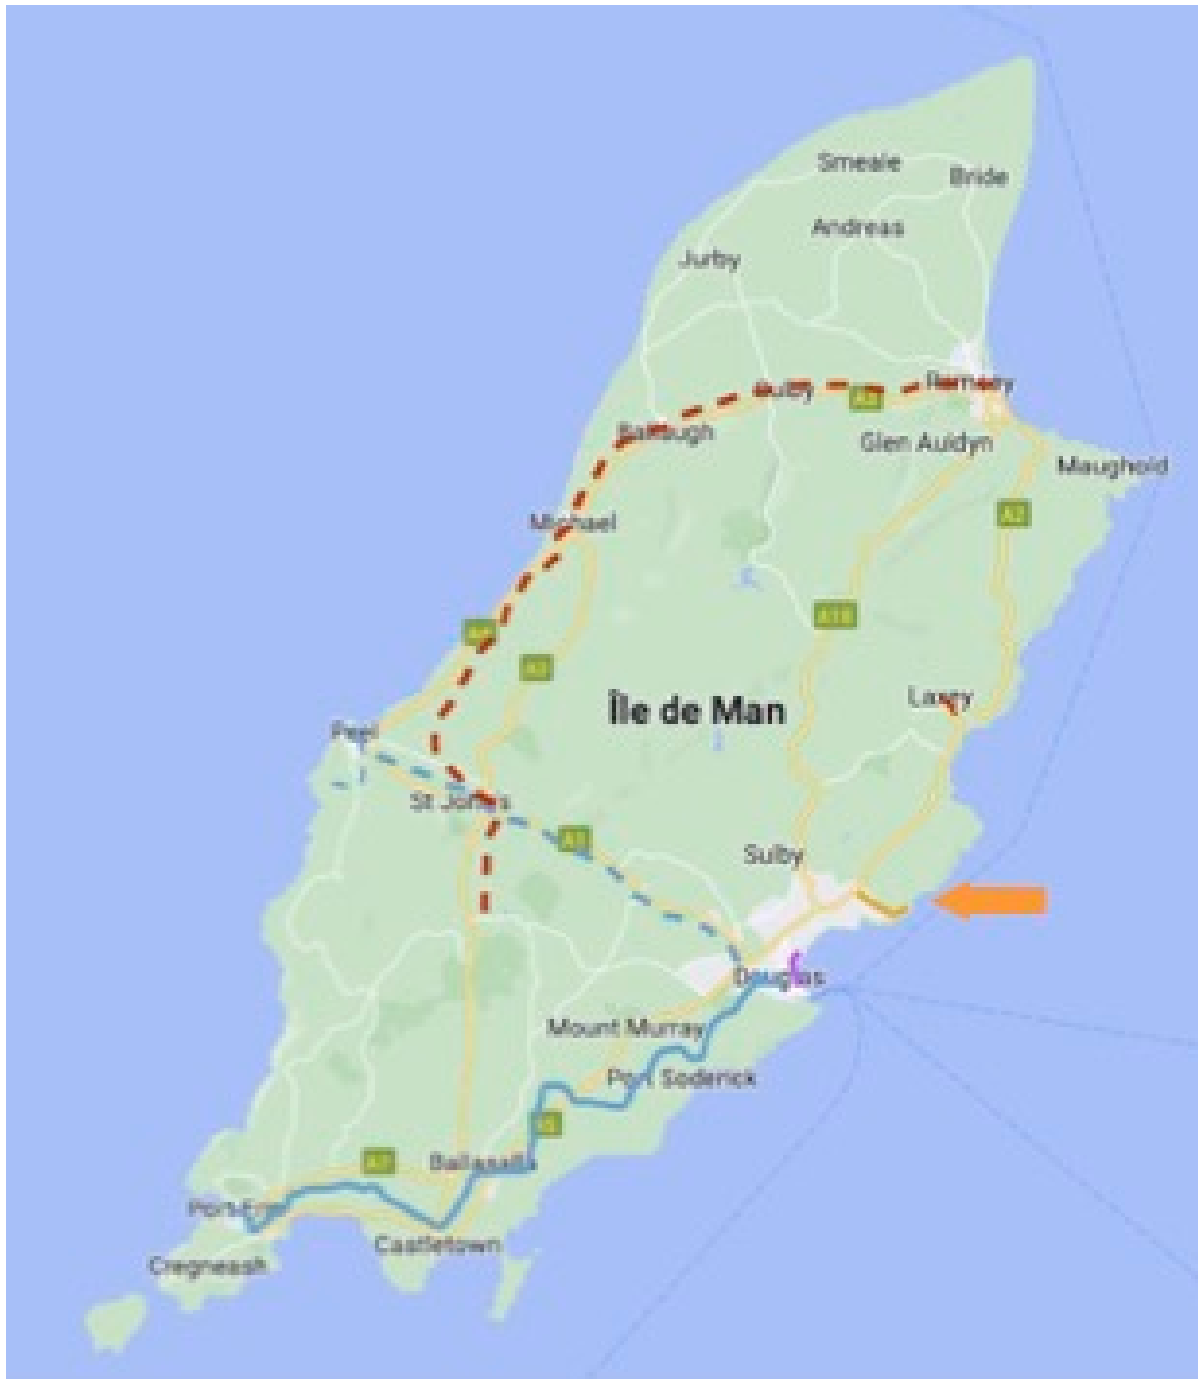 Smeale
Bride
Andreas
Jurby
Sulby
Ramsey
Ballaugh
Glen Auldyn
Maughold
Michael
A2
A18
A3
Île de Man
Laxey
Peel
St Johns
A1
Sulby
Douglas
Mount Murray
Port Soderick
A5
Ballasalla
A7
Port Erin
Castletown
Cregneash